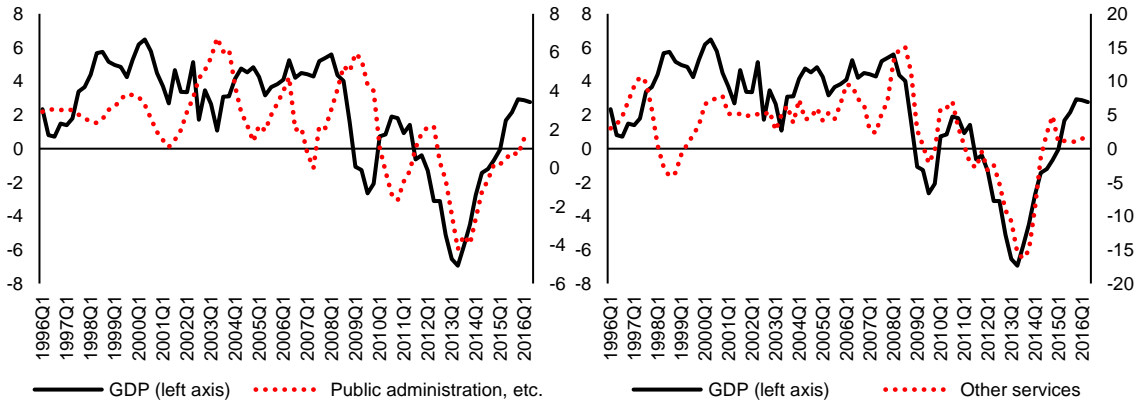 8 8 8 20
6 6 6 15
4 4 4 10
2 2 2 5
0 0 0 0
-2 -2 -2 -5
-4 -4 -4 -10
-6 -6 -15
-8 -6 -8 -20
1996Q1 1997Q1 1998Q1 1999Q1 2000Q1 2001Q1 2002Q1 2003Q1 2004Q1 2005Q1 2006Q1 2007Q1 2008Q1 2009Q1 2010Q1 2011Q1 2012Q1 2013Q1 2014Q1 2015Q1 2016Q1
1996Q1 1997Q1 1998Q1 1999Q1 2000Q1 2001Q1 2002Q1 2003Q1 2004Q1 2005Q1 2006Q1 2007Q1 2008Q1 2009Q1 2010Q1 2011Q1 2012Q1 2013Q1 2014Q1 2015Q1 2016Q1
GDP (left axis) Public administration, etc. GDP (left axis) Other services